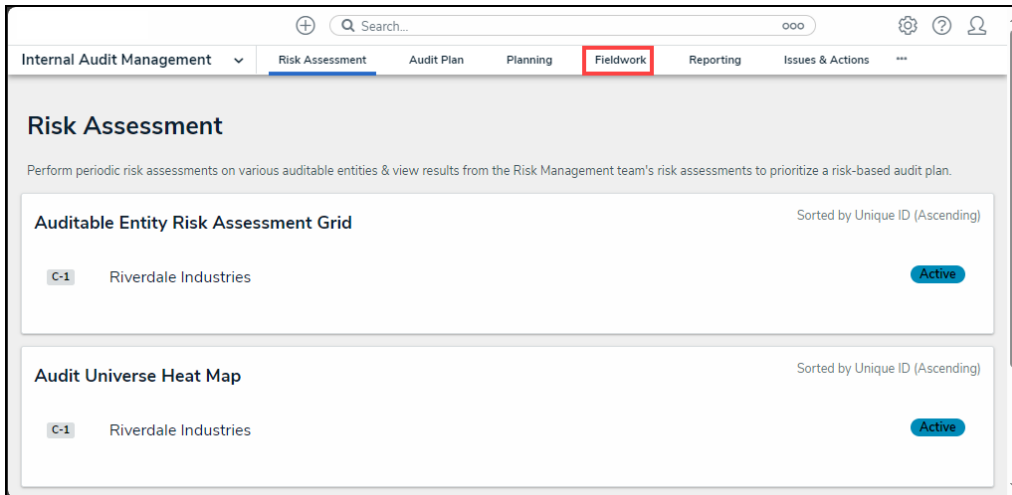 Search...
Internal Audit Management Risk Assessment Audit Plan Planning Fieldwork Reporting Issues & Actions
Risk Assessment
Perform periodic risk assessments on various auditable entities & view results from the Risk Management team's risk assessments to prioritize a risk-based audit plan.
Auditable Entity Risk Assessment Grid Sorted by Unique ID (Ascending)
C-1 Riverdale Industries Active
Audit Universe Heat Map Sorted by Unique ID (Ascending)
C-1 Riverdale Industries Active